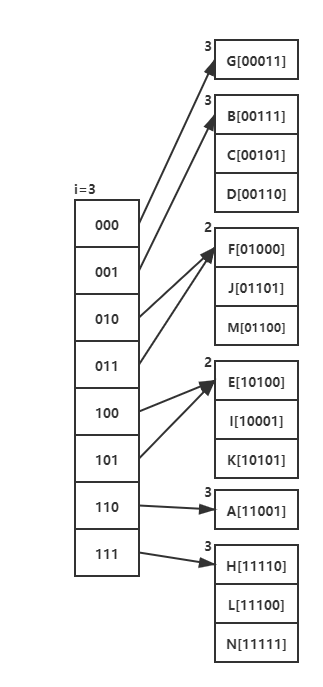 3
G[00011]
3
B[00111]
C[00101]
D[00110]
i=3
000
001
010
011
100
101
110
111
2
F[01000]
J[01101]
M[01100]
2
E[10100]
I[10001]
K[10101]
3
A[11001]
3
H[11110]
L[11100]
N[11111]